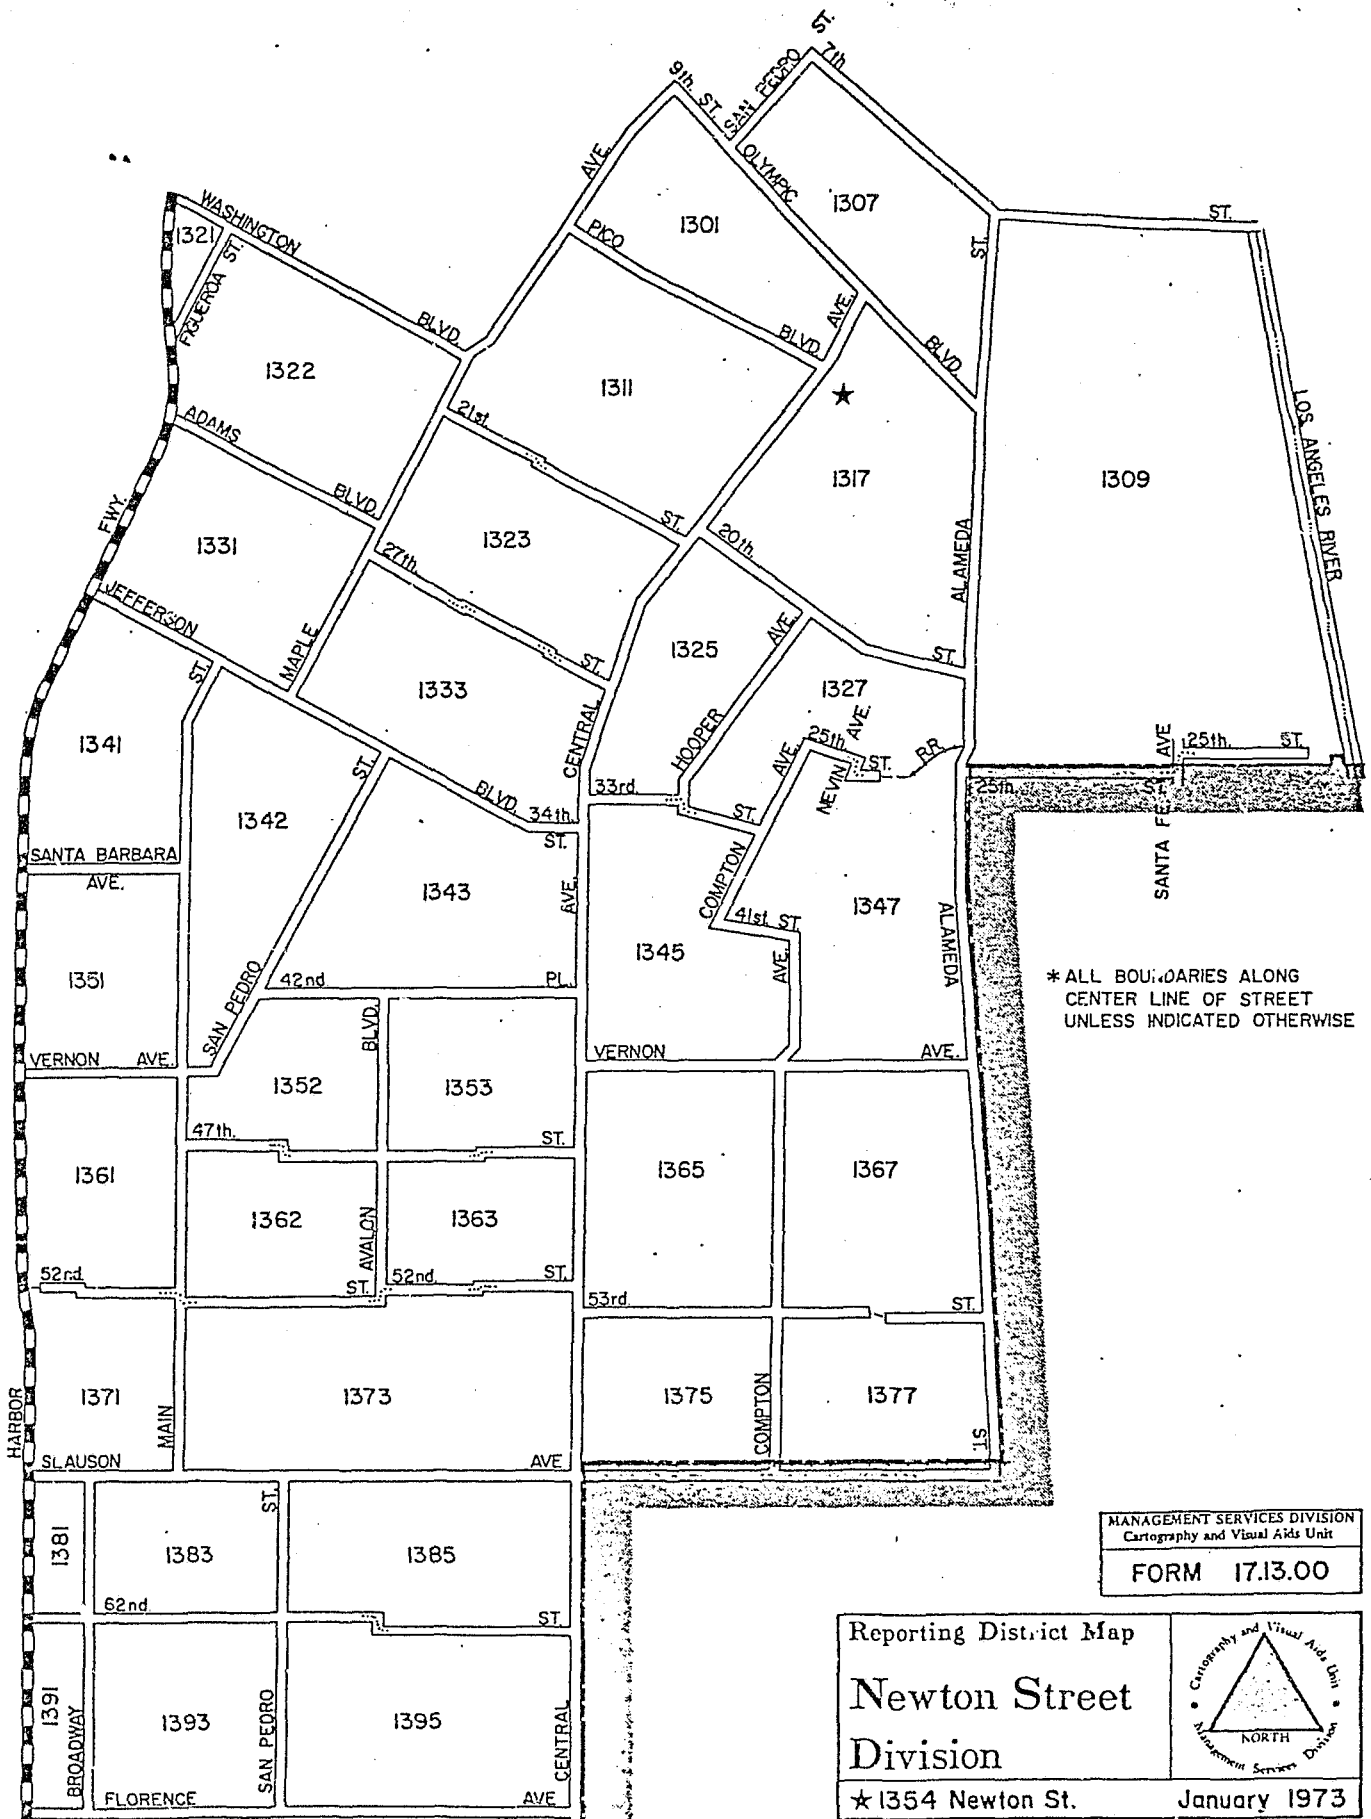 ST.
7th
SAN PEDRO
9th. ST.
OLYMPIC
BLVD.
AVE.
1307
1301
ST.
WASHINGTON
BLVD.
1321
FIGUEROA ST.
PICO
BLVD.
AVE.
ST.
1322
1311
★
1317
1309
LOS ANGELES RIVER
ADAMS
BLVD.
21st.
ST.
20th.
ST.
FWY.
1331
1323
ALAMEDA
27th.
ST.
JEFFERSON
BLVD.
MAPLE
1325
AVE.
HOOPER
1327
1333
CENTRAL
AVE.
1341
ST.
ST.
25th
ST.
AVE.
NEVIN
AVE.
R.R.
SANTA FE AVE
25th.
ST.
25th
ST.
33rd
ST.
34th.
ST.
1342
SANTA BARBARA
AVE.
1343
COMPTON
41st.
ST.
AVE.
1347
ALAMEDA
1345
1351
SAN PEDRO
42nd
PL.
* ALL BOUNDARIES ALONG
CENTER LINE OF STREET
UNLESS INDICATED OTHERWISE
VERNON AVE.
BLVD.
VERNON
AVE.
1352
1353
47th.
ST.
1361
1362
AVALON
1363
1365
1367
52nd
ST.
52nd
ST.
53rd
ST.
HARBOR
1371
MAIN
1373
1375
COMPTON
1377
ST.
SLAUSON
AVE.
1381
1383
ST.
1385
62nd
ST.
1391
BROADWAY
1393
SAN PEDRO
1395
CENTRAL
FLORENCE
AVE
MANAGEMENT SERVICES DIVISION
Cartography and Visual Aids Unit
FORM 17.13.00
Reporting District Map
Newton Street
Division
★ 1354 Newton St.
January 1973
Cartography and Visual Aids Unit
NORTH
Management Services Division